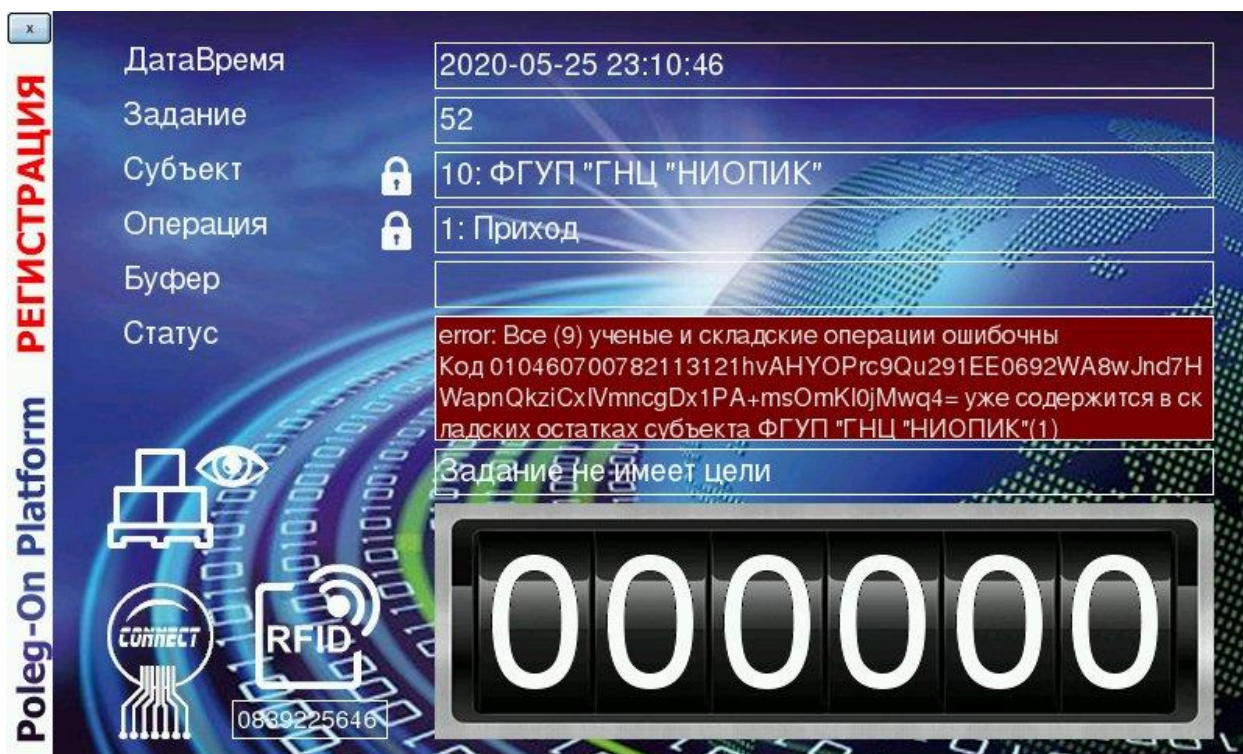 x
Poleg-On Platform РЕГИСТРАЦИЯ
ДатаВремя
2020-05-25 23:10:46
Задание
52
Субъект
10: ФГУП "ГНЦ "НИОПИК"
Операция
1: Приход
Буфер
Статус
error: Все (9) ученые и складские операции ошибочны
Код 010460700782113121hvAHYOPrc9Qu291EE0692WA8wJnd7H
WapnQkziCxIVmncgDx1PA+msOmKI0jMwq4= уже содержится в ск
ладских остатках субъекта ФГУП "ГНЦ "НИОПИК"(1)
Задание не имеет цели
CONNECT
RFID
0839225646
000000